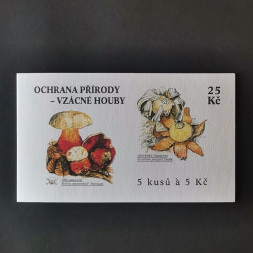 OCHRANA PŘÍRODY
– VZÁCNÉ HOUBY
25
Kč
5 kusů à 5 Kč